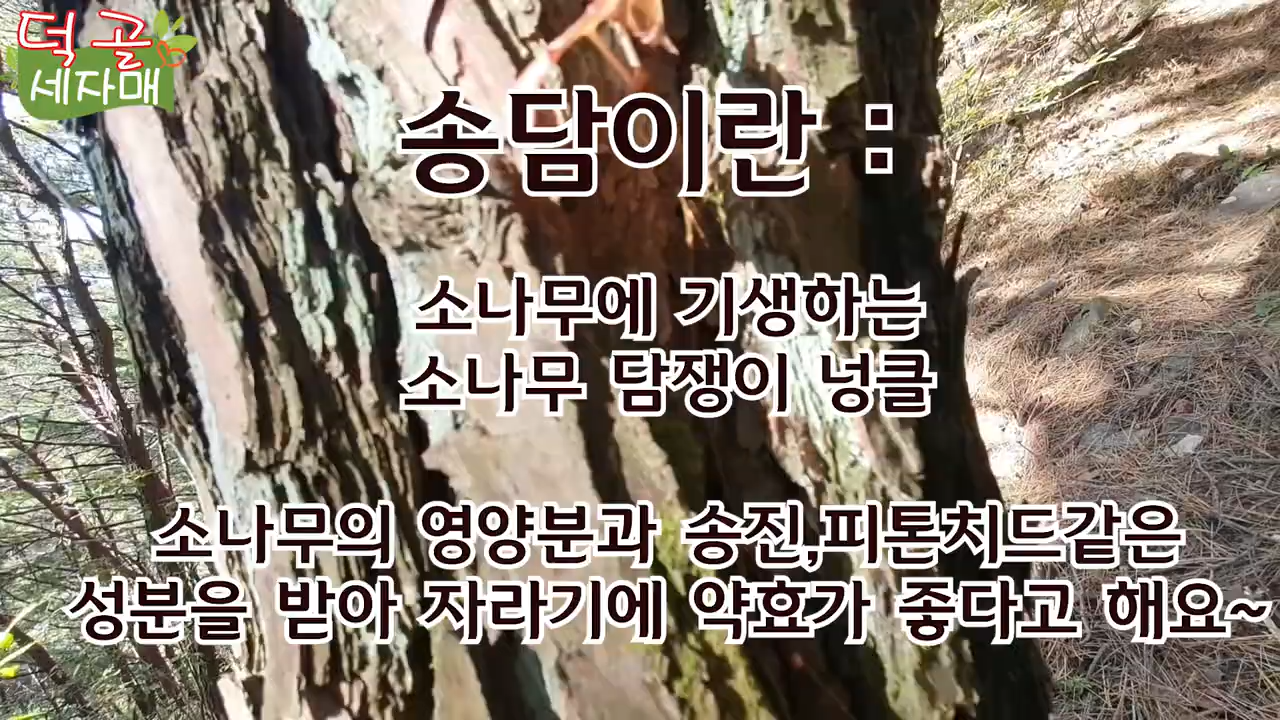 덕골
세자매
송담이란 :
소나무에 기생하는
소나무 담쟁이 넝클
소나무의 영양분과 송진,피톤치드같은
성분을 받아 자라기에 약효가 좋다고 해요~